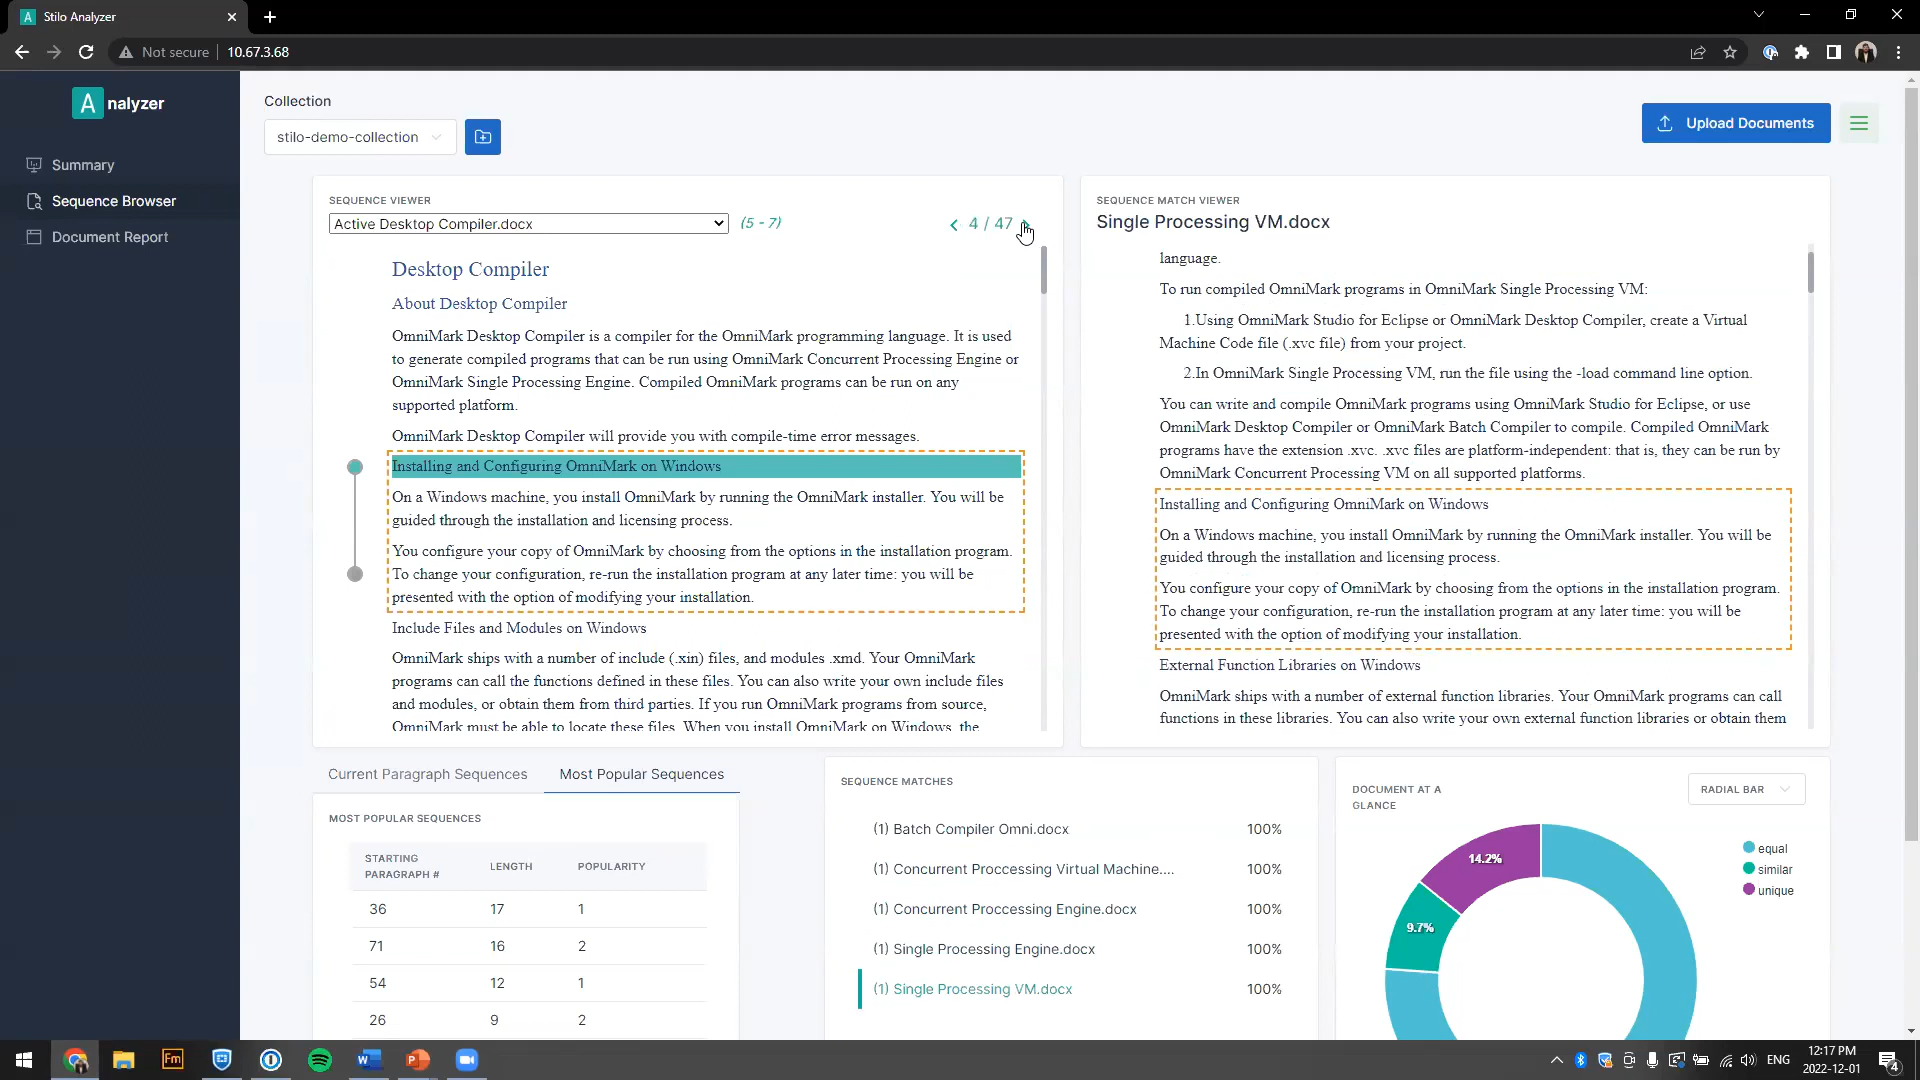 Stilo Analyzer
Not secure
10.67.3.68
A nalyzer
Summary
Sequence Browser
Document Report
Collection
stilo-demo-collection
Upload Documents
SEQUENCE VIEWER
Active Desktop Compiler.docx
(5 - 7)
4 / 47
Desktop Compiler
About Desktop Compiler
OmniMark Desktop Compiler is a compiler for the OmniMark programming language. It is used
to generate compiled programs that can be run using OmniMark Concurrent Processing Engine or
OmniMark Single Processing Engine. Compiled OmniMark programs can be run on any
supported platform.
OmniMark Desktop Compiler will provide you with compile-time error messages.
Installing and Configuring OmniMark on Windows
On a Windows machine, you install OmniMark by running the OmniMark installer. You will be
guided through the installation and licensing process.
You configure your copy of OmniMark by choosing from the options in the installation program.
To change your configuration, re-run the installation program at any later time: you will be
presented with the option of modifying your installation.
Include Files and Modules on Windows
OmniMark ships with a number of include (.xin) files, and modules .xmd. Your OmniMark
programs can call the functions defined in these files. You can also write your own include files
and modules, or obtain them from third parties. If you run OmniMark programs from source,
OmniMark must be able to locate these files. When you install OmniMark on Windows, the
SEQUENCE MATCH VIEWER
Single Processing VM.docx
language.
To run compiled OmniMark programs in OmniMark Single Processing VM:
1.Using OmniMark Studio for Eclipse or OmniMark Desktop Compiler, create a Virtual
Machine Code file (.xvc file) from your project.
2.In OmniMark Single Processing VM, run the file using the -load command line option.
You can write and compile OmniMark programs using OmniMark Studio for Eclipse, or use
OmniMark Desktop Compiler or OmniMark Batch Compiler to compile. Compiled OmniMark
programs have the extension .xvc. .xvc files are platform-independent: that is, they can be run by
OmniMark Concurrent Processing VM on all supported platforms.
Installing and Configuring OmniMark on Windows
On a Windows machine, you install OmniMark by running the OmniMark installer. You will be
guided through the installation and licensing process.
You configure your copy of OmniMark by choosing from the options in the installation program.
To change your configuration, re-run the installation program at any later time: you will be
presented with the option of modifying your installation.
External Function Libraries on Windows
OmniMark ships with a number of external function libraries. Your OmniMark programs can call
functions in these libraries. You can also write your own external function libraries or obtain them
Current Paragraph Sequences
Most Popular Sequences
MOST POPULAR SEQUENCES
STARTING PARAGRAPH # LENGTH POPULARITY
36 17 1
71 16 2
54 12 1
26 9 2
SEQUENCE MATCHES
(1) Batch Compiler Omni.docx 100%
(1) Concurrent Proccessing Virtual Machine.... 100%
(1) Concurrent Proccessing Engine.docx 100%
(1) Single Processing Engine.docx 100%
(1) Single Processing VM.docx 100%
DOCUMENT AT A
GLANCE
RADIAL BAR
14.2%
9.7%
equal
similar
unique
Fm
ENG
12:17 PM
2022-12-01
4